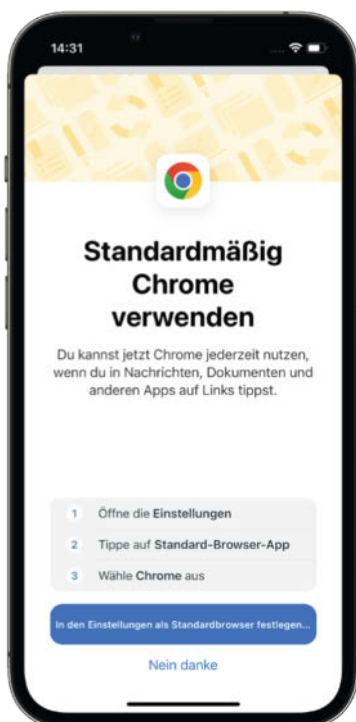 14:31
Standardmäßig
Chrome
verwenden
Du kannst jetzt Chrome jederzeit nutzen,
wenn du in Nachrichten, Dokumenten und
anderen Apps auf Links tippst.
1 Öffne die Einstellungen
2 Tippe auf Standard-Browser-App
3 Wähle Chrome aus
In den Einstellungen als Standardbrowser festlegen...
Nein danke